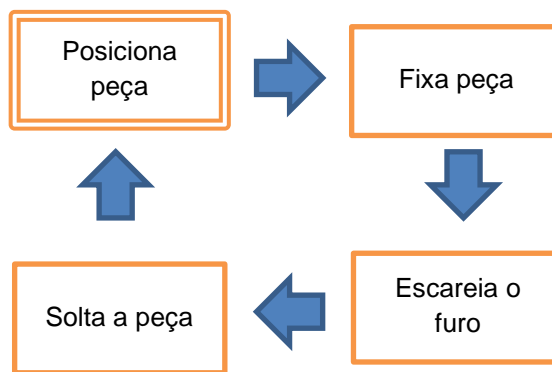 Posiciona
peça
Fixa peça
Escareia o
furo
Solta a peça